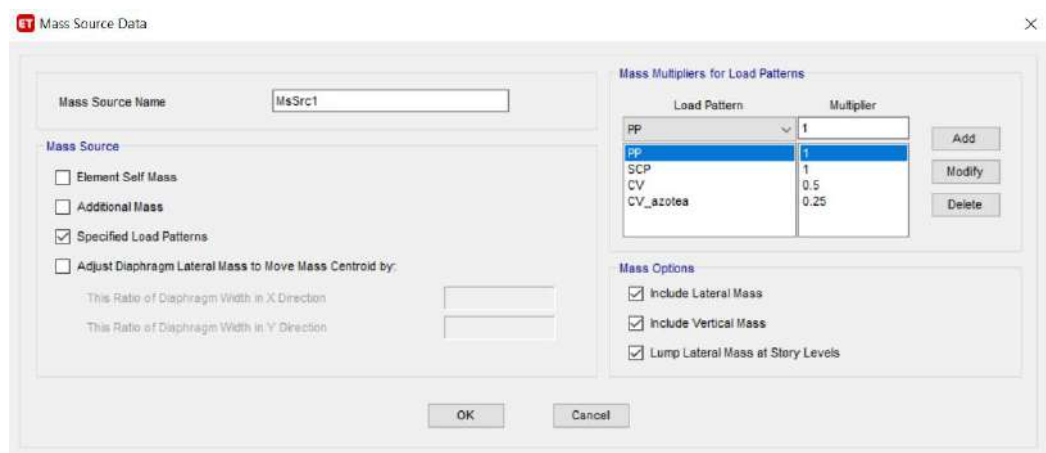 ET Mass Source Data
Mass Source Name MsSrc1
Mass Source
Element Self Mass
Additional Mass
Specified Load Patterns
Adjust Diaphragm Lateral Mass to Move Mass Centroid by:
This Ratio of Diaphragm Width in X Direction
This Ratio of Diaphragm Width in Y Direction
Mass Multipliers for Load Patterns
Load Pattern Multiplier
PP 1
PP 1
SCP 1
CV 0.5
CV_azotea 0.25
Add
Modify
Delete
Mass Options
Include Lateral Mass
Include Vertical Mass
Lump Lateral Mass at Story Levels
OK Cancel